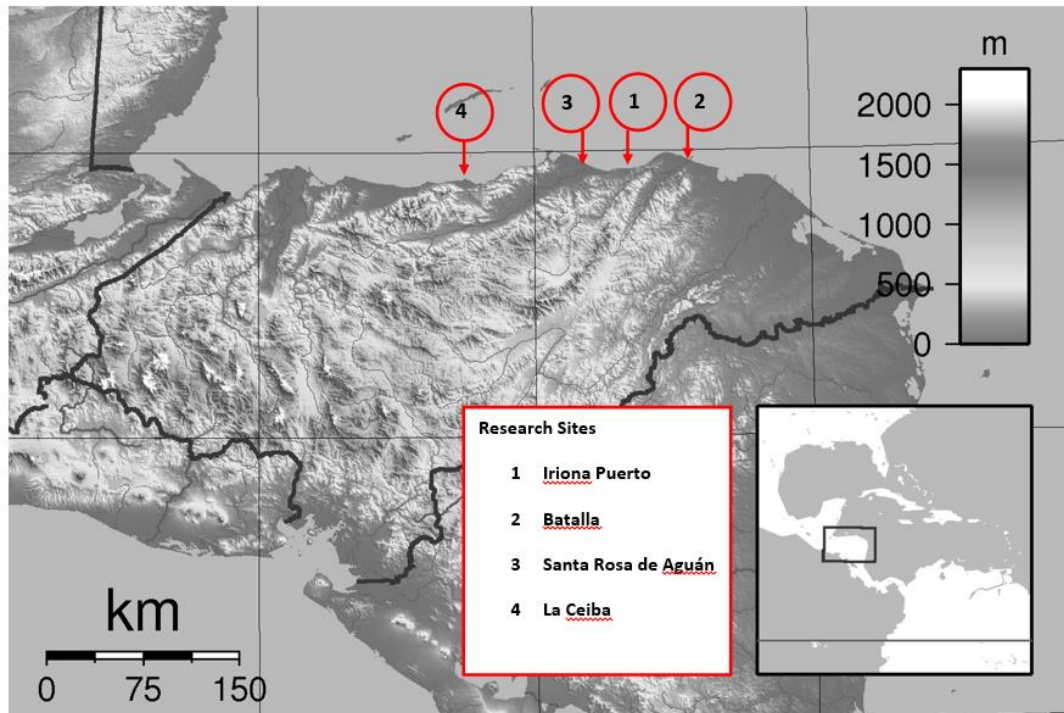 m
2000
1500
1000
500
0
4
3
1
2
Research Sites
1 Iriona Puerto
2 Batalla
3 Santa Rosa de Aguán
4 La Ceiba
km
0 75 150